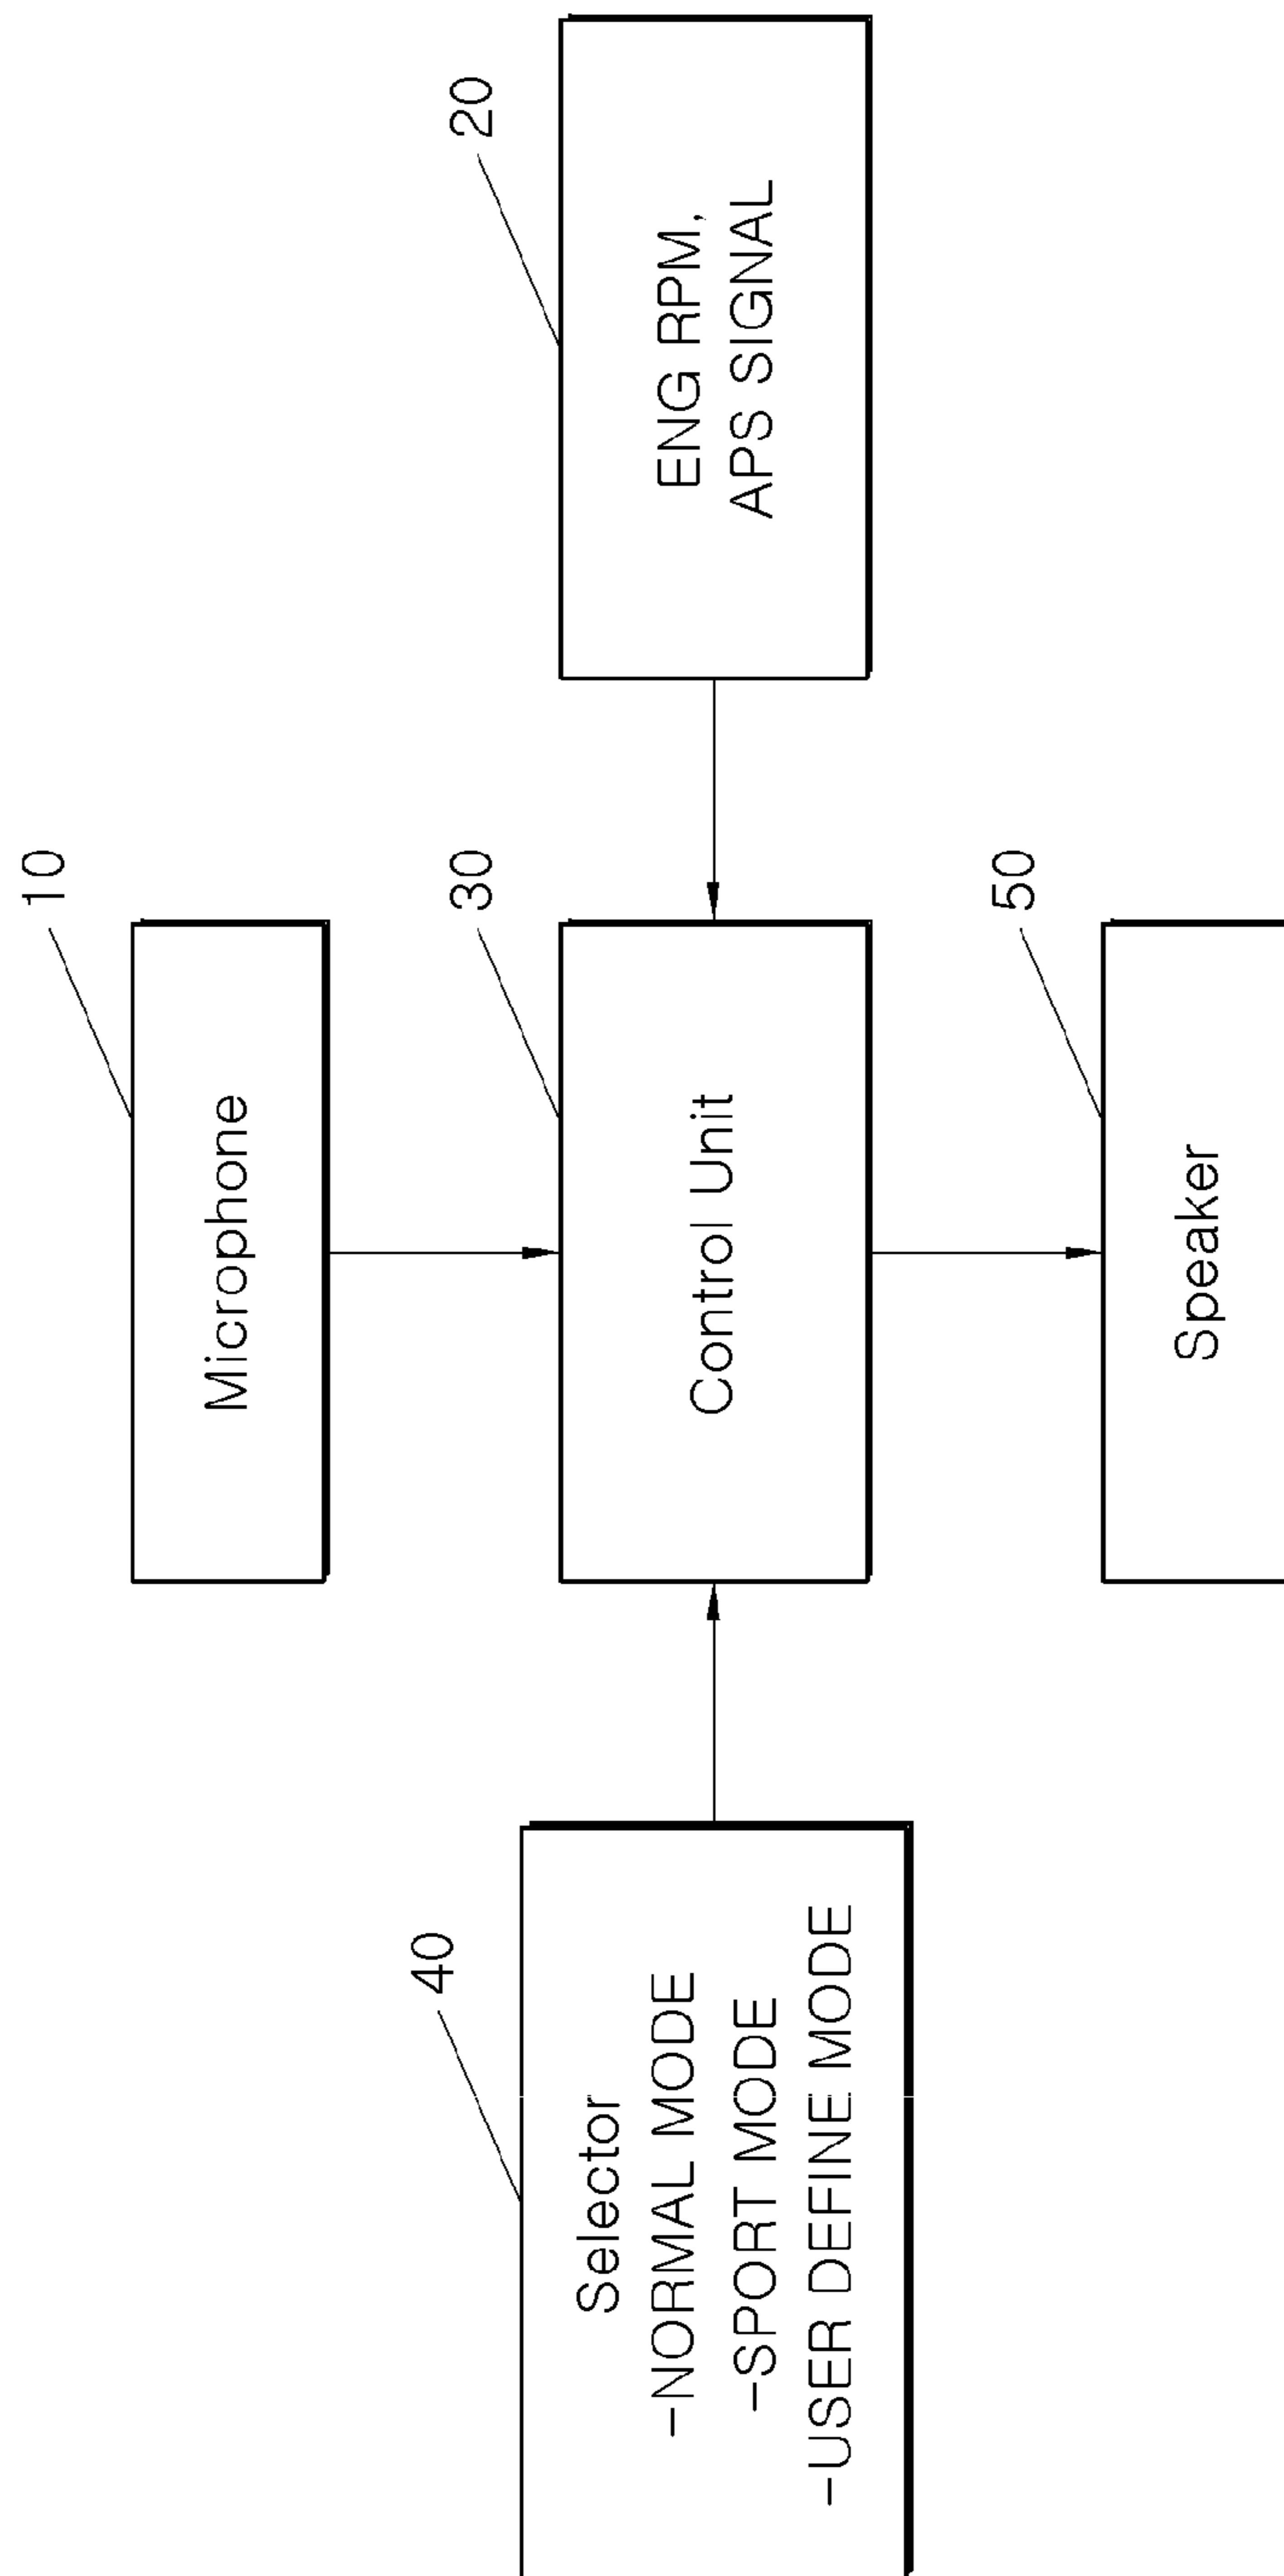 10
Microphone
40
Selector
-NORMAL MODE
-SPORT MODE
-USER DEFINE MODE
30
Control Unit
20
ENG RPM,
APS SIGNAL
50
Speaker